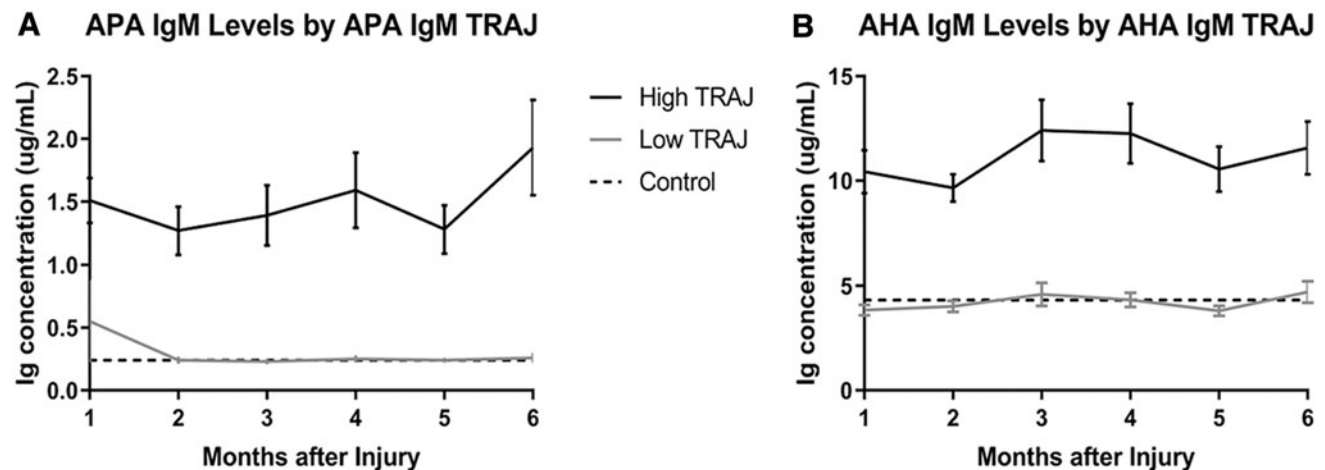 A APA IgM Levels by APA IgM TRAJ
Ig concentration (ug/mL)
2.5
2.0
1.5
1.0
0.5
0.0
1 2 3 4 5 6
Months after Injury
High TRAJ
Low TRAJ
Control
B AHA IgM Levels by AHA IgM TRAJ
Ig concentration (ug/mL)
15
10
5
0
1 2 3 4 5 6
Months after Injury